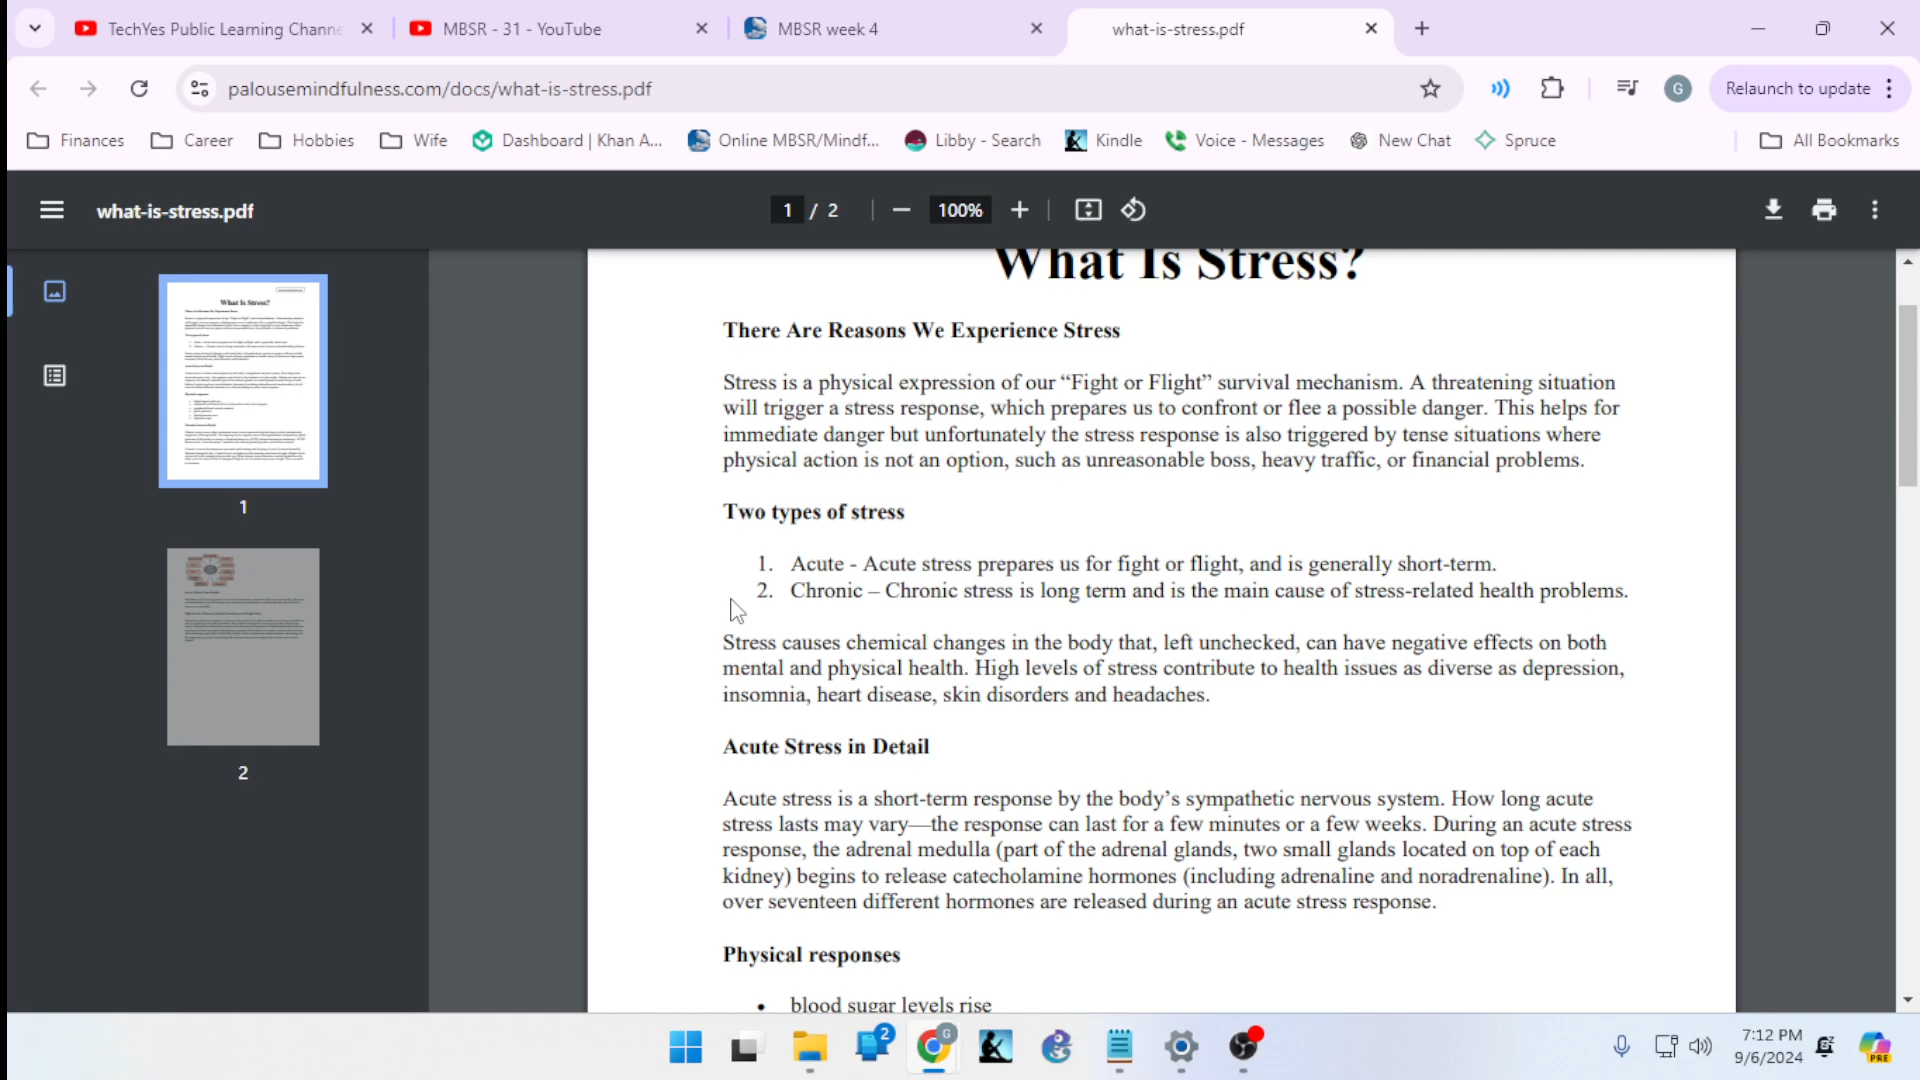 TechYes Public Learning Channe
MBSR - 31 - YouTube
MBSR week 4
what-is-stress.pdf
palousemindfulness.com/docs/what-is-stress.pdf
G
Relaunch to update
Finances
Career
Hobbies
Wife
Dashboard | Khan A...
Online MBSR/Mindf...
Libby - Search
Kindle
Voice - Messages
New Chat
Spruce
All Bookmarks
what-is-stress.pdf
1 / 2
100%
What Is Stress?
1
2
What Is Stress?
There Are Reasons We Experience Stress
Stress is a physical expression of our “Fight or Flight” survival mechanism. A threatening situation
will trigger a stress response, which prepares us to confront or flee a possible danger. This helps for
immediate danger but unfortunately the stress response is also triggered by tense situations where
physical action is not an option, such as unreasonable boss, heavy traffic, or financial problems.
Two types of stress
1. Acute - Acute stress prepares us for fight or flight, and is generally short-term.
2. Chronic – Chronic stress is long term and is the main cause of stress-related health problems.
Stress causes chemical changes in the body that, left unchecked, can have negative effects on both
mental and physical health. High levels of stress contribute to health issues as diverse as depression,
insomnia, heart disease, skin disorders and headaches.
Acute Stress in Detail
Acute stress is a short-term response by the body’s sympathetic nervous system. How long acute
stress lasts may vary—the response can last for a few minutes or a few weeks. During an acute stress
response, the adrenal medulla (part of the adrenal glands, two small glands located on top of each
kidney) begins to release catecholamine hormones (including adrenaline and noradrenaline). In all,
over seventeen different hormones are released during an acute stress response.
Physical responses
• blood sugar levels rise
2
G
7:12 PM
9/6/2024
PRE